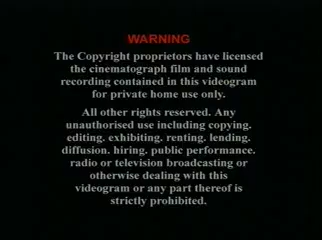 WARNING
The Copyright proprietors have licensed
the cinematograph film and sound
recording contained in this videogram
for private home use only.
All other rights reserved. Any
unauthorised use including copying.
editing. exhibiting. renting. lending.
diffusion. hiring. public performance.
radio or television broadcasting or
otherwise dealing with this
videogram or any part thereof is
strictly prohibited.